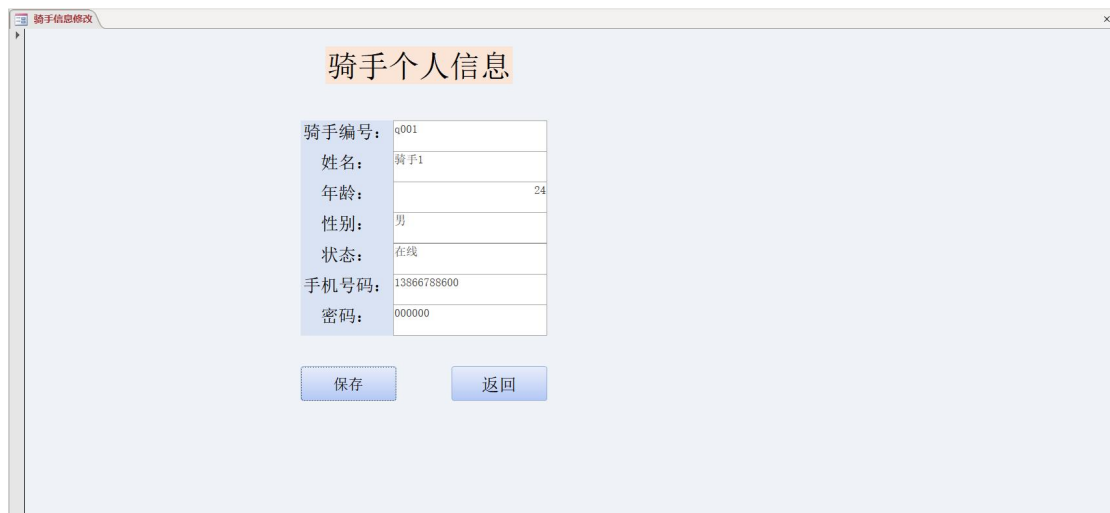 骑手信息修改
骑手个人信息
骑手编号： q001
姓名： 骑手1
年龄： 24
性别： 男
状态： 在线
手机号码： 13866788600
密码： 000000
保存 返回